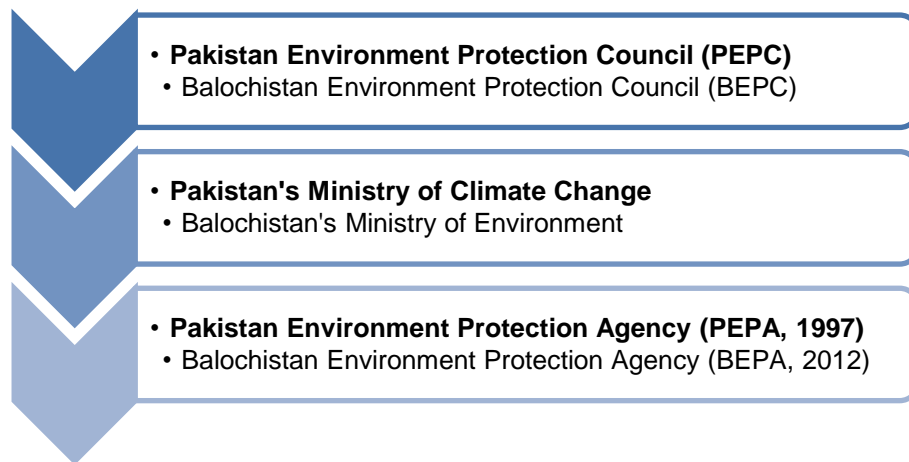 • Pakistan Environment Protection Council (PEPC)
• Balochistan Environment Protection Council (BEPC)
• Pakistan's Ministry of Climate Change
• Balochistan's Ministry of Environment
• Pakistan Environment Protection Agency (PEPA, 1997)
• Balochistan Environment Protection Agency (BEPA, 2012)